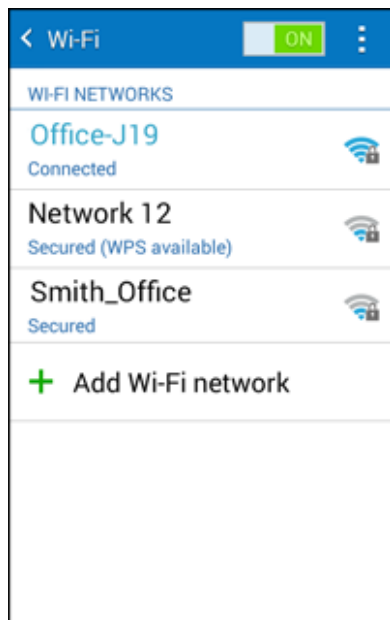 Wi-Fi ON
WI-FI NETWORKS
Office-J19
Connected
Network 12
Secured (WPS available)
Smith_Office
Secured
+ Add Wi-Fi network